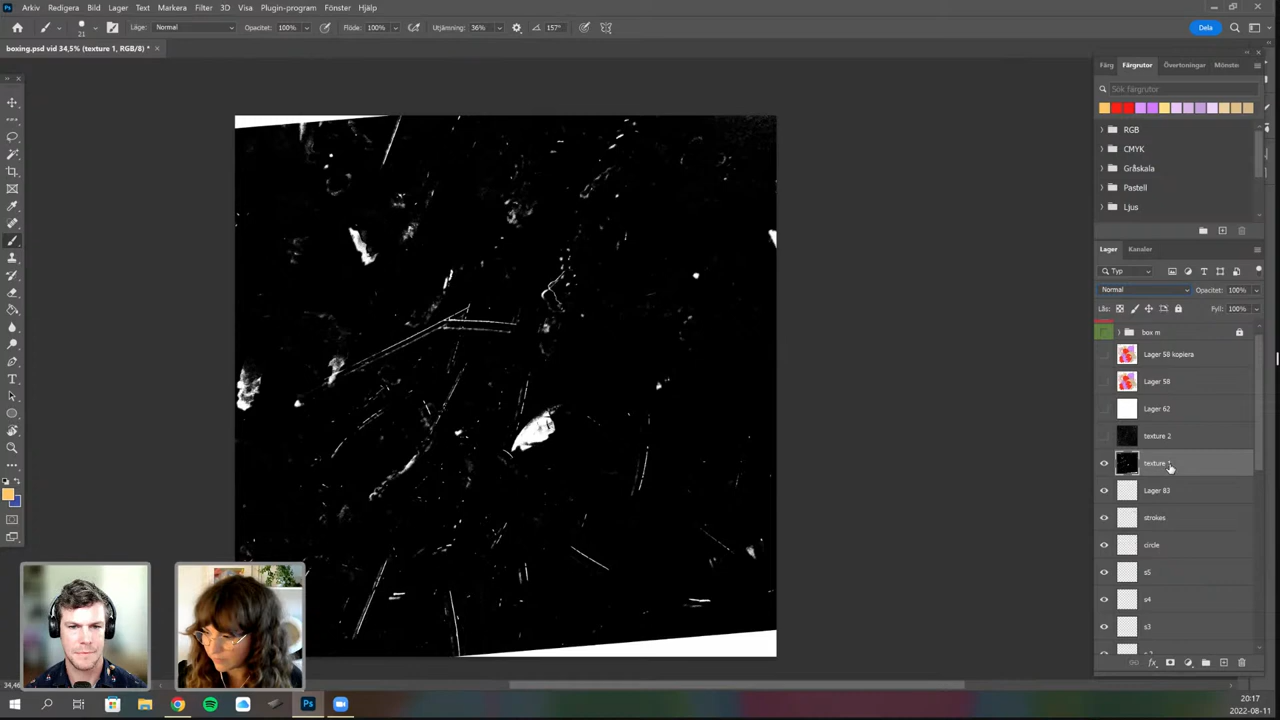 Arkiv Redigera Bild Lager Text Markera Filter 3D Visa Plugin-program Fönster Hjälp
21 Läge: Normal Opacitet: 100% Flöde: 100% Utjämning: 36% 157° Dela
boxing.psd vid 34,5% (texture 1, RGB/8) *
Färg Färgrutor Övertoningar Mönster
Sök färgrutor
RGB
CMYK
Gråskala
Pastell
Ljus
Lager Kanaler
Typ
Normal Opacitet: 100%
Lås: Fyll: 100%
box m
Lager 58 kopiera
Lager 58
Lager 62
texture 2
texture 1
Lager 83
strokes
circle
s5
s4
s3
20:17
2022-08-11